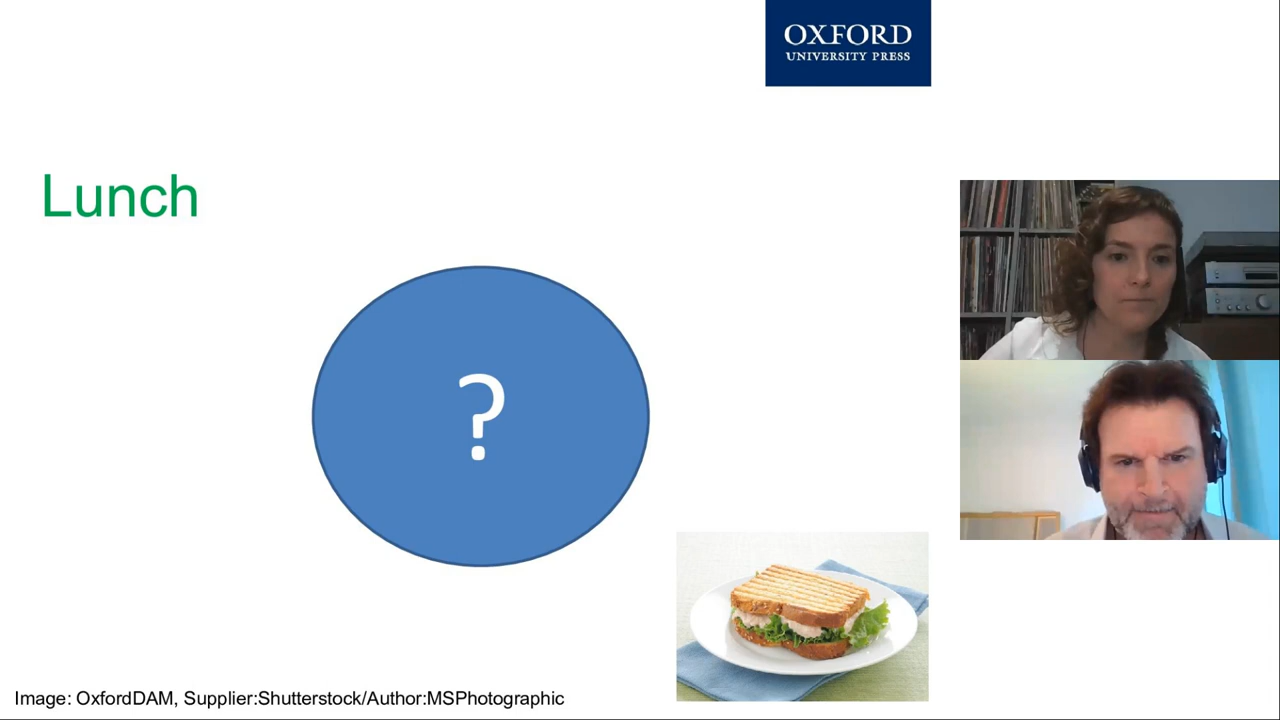 OXFORD
UNIVERSITY PRESS
Lunch
?
Image: OxfordDAM, Supplier:Shutterstock/Author:MSPhotographic